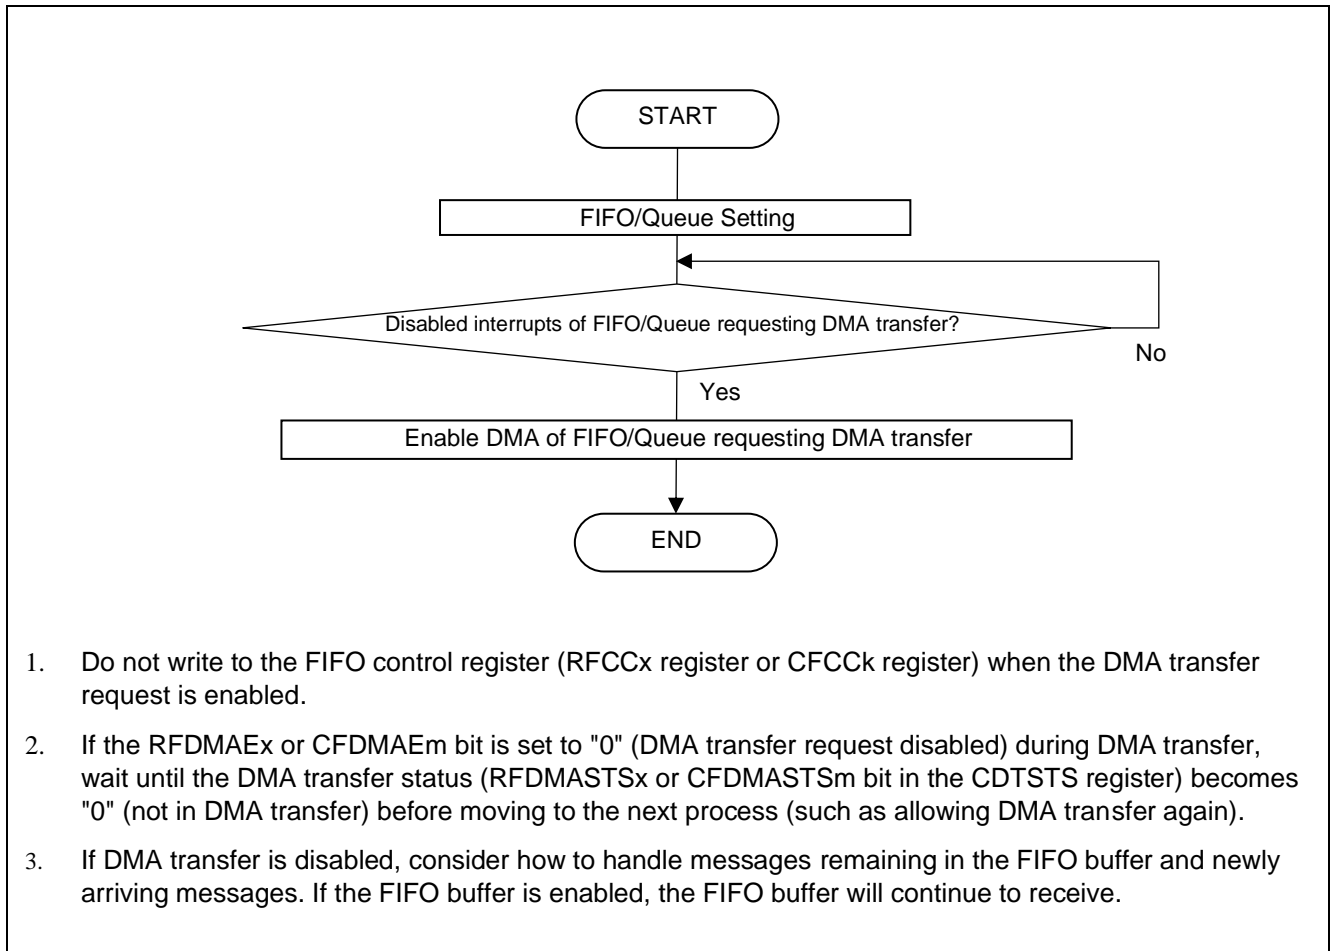 START
FIFO/Queue Setting
Disabled interrupts of FIFO/Queue requesting DMA transfer?
No
Yes
Enable DMA of FIFO/Queue requesting DMA transfer
END
1. Do not write to the FIFO control register (RFCCx register or CFCCk register) when the DMA transfer
request is enabled.
2. If the RFDMAEx or CFDMAEm bit is set to "0" (DMA transfer request disabled) during DMA transfer,
wait until the DMA transfer status (RFDMASTSx or CFDMASTSm bit in the CDTSTS register) becomes
"0" (not in DMA transfer) before moving to the next process (such as allowing DMA transfer again).
3. If DMA transfer is disabled, consider how to handle messages remaining in the FIFO buffer and newly
arriving messages. If the FIFO buffer is enabled, the FIFO buffer will continue to receive.